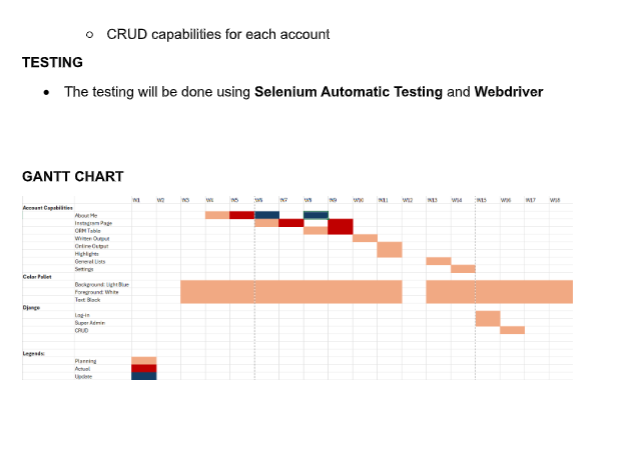 CRUD capabilities for each account
TESTING
The testing will be done using Selenium Automatic Testing and Webdriver
GANTT CHART
W1 W2 W3 W4 W5 W6 W7 W8 W9 W10 W11 W12 W13 W14 W15 W16 W17 W18
Account Capabilities
About Me
Instagram Page
ORM Table
Written Output
Online Output
Highlights
General Lists
Settings
Color Pallet
Background: Light Blue
Foreground: White
Text: Black
Django
Log-in
Super Admin
CRUD
Legends:
Planning
Actual
Update